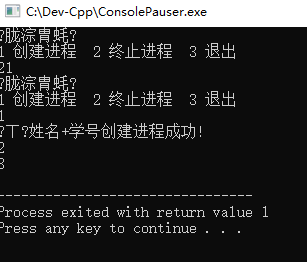 C:\Dev-Cpp\ConsolePauser.exe
?胧渧胄蚝?
1 创建进程  2 终止进程  3 退出
21
?胧渧胄蚝?
1 创建进程  2 终止进程  3 退出
1
?丅?姓名+学号创建进程成功!
2
3
--------------------------------
Process exited with return value 1
Press any key to continue . . .